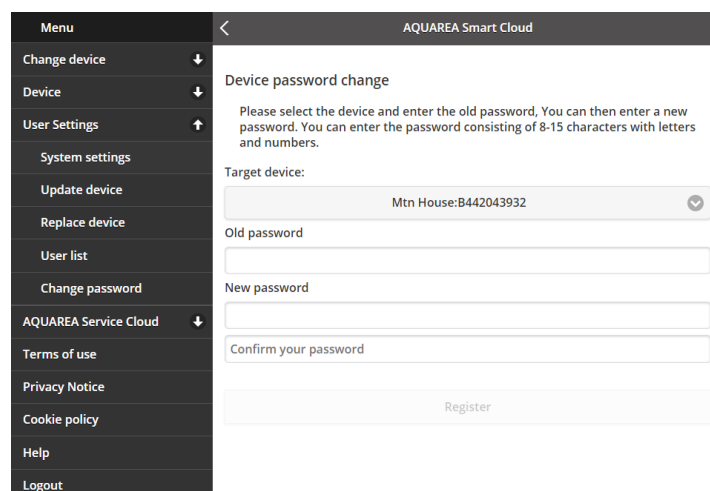 Menu
Change device
Device
User Settings
System settings
Update device
Replace device
User list
Change password
AQUAREA Service Cloud
Terms of use
Privacy Notice
Cookie policy
Help
Logout
AQUAREA Smart Cloud
Device password change
Please select the device and enter the old password, You can then enter a new
password. You can enter the password consisting of 8-15 characters with letters
and numbers.
Target device:
Mtn House:B442043932
Old password
New password
Confirm your password
Register